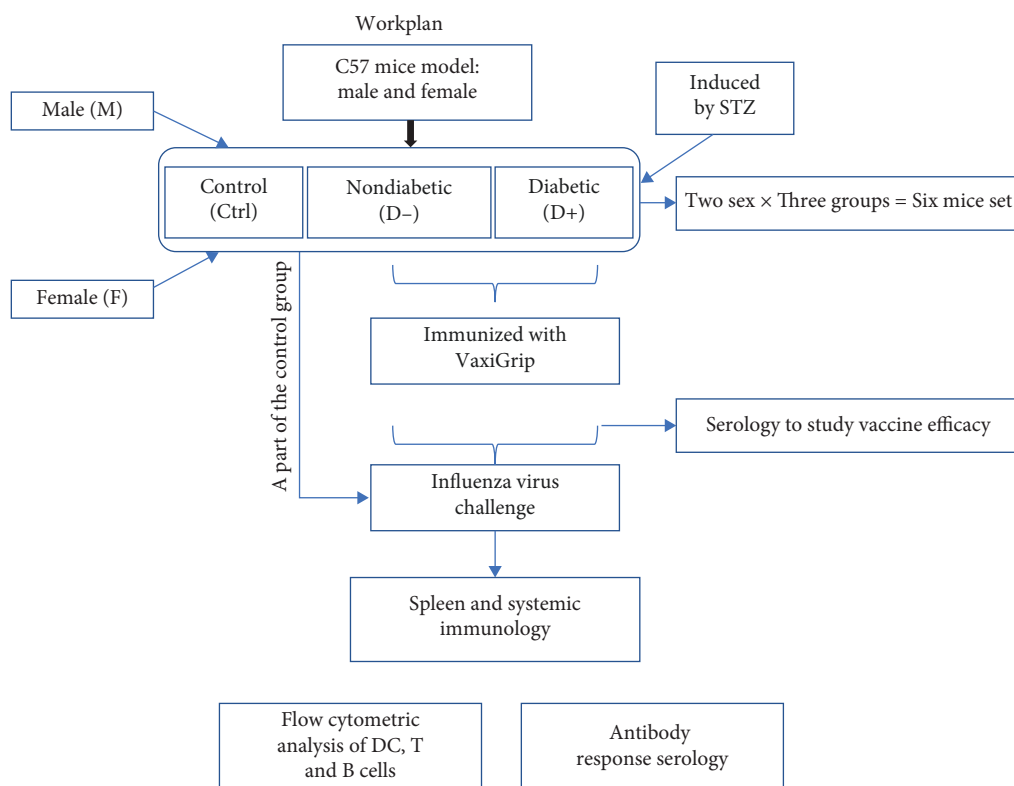 Workplan
C57 mice model:
male and female
Induced
by STZ
Male (M)
Control
(Ctrl)
Nondiabetic
(D–)
Diabetic
(D+)
Two sex × Three groups = Six mice set
Female (F)
A part of the control group
Immunized with
VaxiGrip
Serology to study vaccine efficacy
Influenza virus
challenge
Spleen and systemic
immunology
Flow cytometric
analysis of DC, T
and B cells
Antibody
response serology